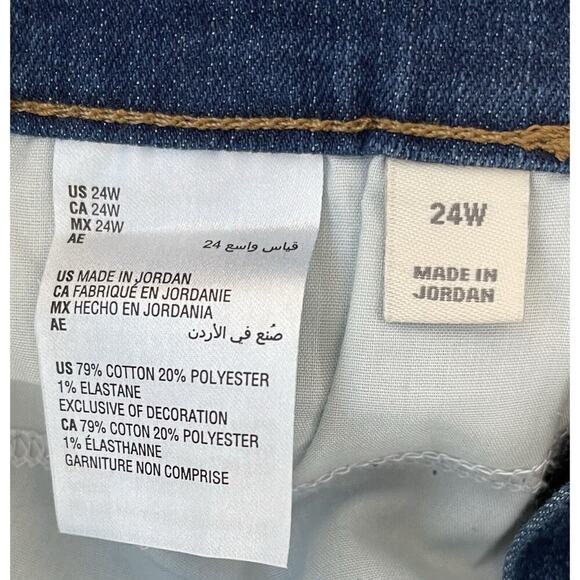 US 24W
CA 24W
MX 24W
AE قياس واسع 24
US MADE IN JORDAN
CA FABRIQUÉ EN JORDANIE
MX HECHO EN JORDANIA
AE صُنع في الأردن
US 79% COTTON 20% POLYESTER
1% ELASTANE
EXCLUSIVE OF DECORATION
CA 79% COTON 20% POLYESTER
1% ÉLASTHANNE
GARNITURE NON COMPRISE
24W
MADE IN
JORDAN